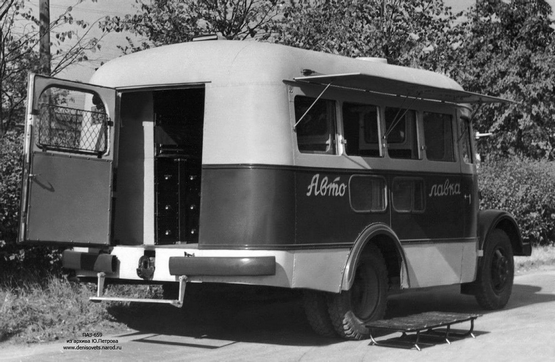 Авто лавка
ПАЗ-659
из архива Ю.Петрова
www.denisovets.narod.ru